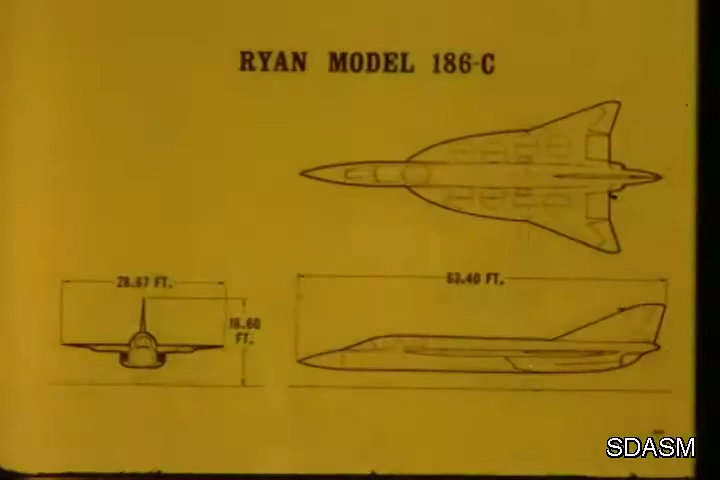 RYAN MODEL 186-C
28.67 FT.
63.40 FT.
16.60
FT.
SDASM